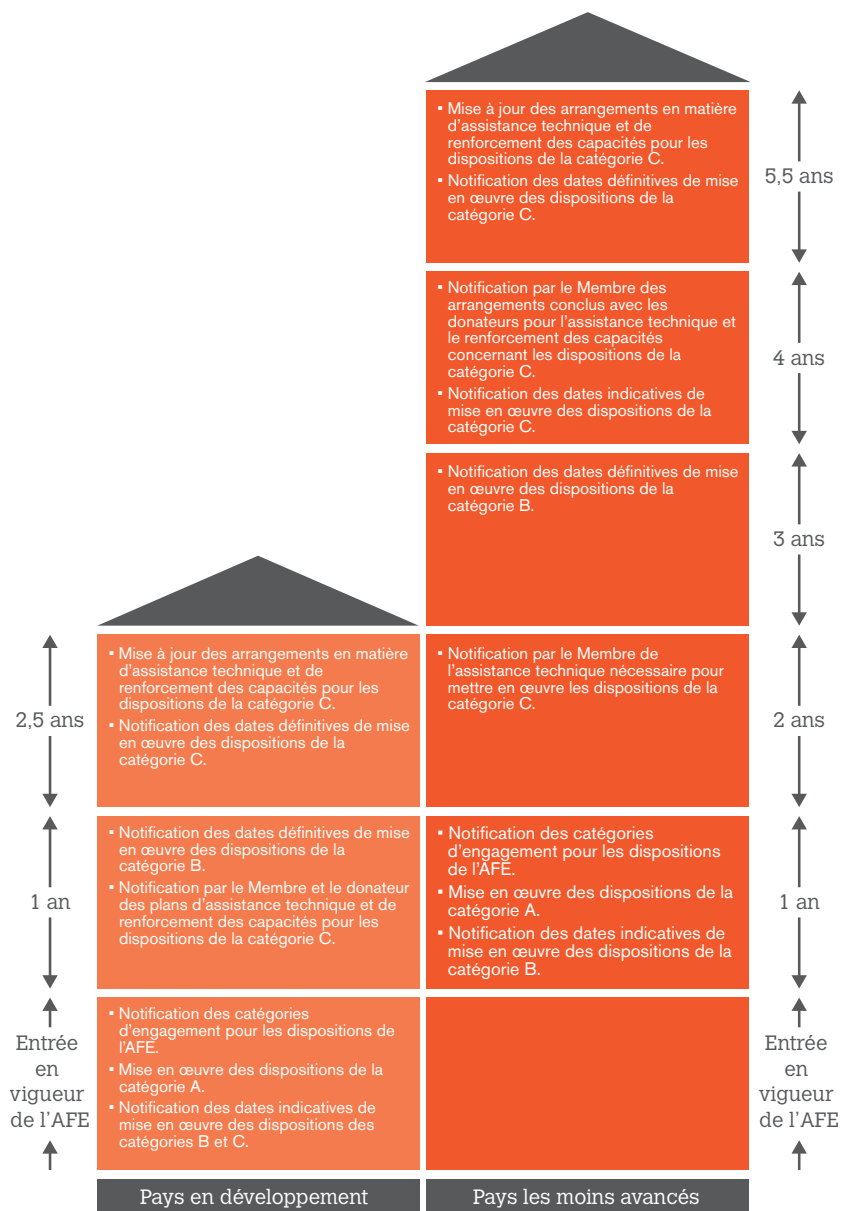 ▪ Mise à jour des arrangements en matière
d'assistance technique et de
renforcement des capacités pour les
dispositions de la catégorie C.
▪ Notification des dates définitives de mise
en œuvre des dispositions de la
catégorie C.
5,5 ans
▪ Notification par le Membre des
arrangements conclus avec les
donateurs pour l'assistance technique et
le renforcement des capacités
concernant les dispositions de la
catégorie C.
▪ Notification des dates indicatives de
mise en œuvre des dispositions de la
catégorie C.
4 ans
▪ Notification des dates définitives de mise
en œuvre des dispositions de la
catégorie B.
3 ans
2,5 ans
▪ Mise à jour des arrangements en matière
d'assistance technique et de
renforcement des capacités pour les
dispositions de la catégorie C.
▪ Notification des dates définitives de mise
en œuvre des dispositions de la
catégorie C.
▪ Notification par le Membre de
l'assistance technique nécessaire pour
mettre en œuvre les dispositions de la
catégorie C.
2 ans
1 an
▪ Notification des dates définitives de mise
en œuvre des dispositions de la
catégorie B.
▪ Notification par le Membre et le donateur
des plans d'assistance technique et de
renforcement des capacités pour les
dispositions de la catégorie C.
▪ Notification des catégories
d'engagement pour les dispositions
de l'AFE.
▪ Mise en œuvre des dispositions de la
catégorie A.
▪ Notification des dates indicatives de
mise en œuvre des dispositions de la
catégorie B.
1 an
Entrée
en
vigueur
de l'AFE
▪ Notification des catégories
d'engagement pour les dispositions de
l'AFE.
▪ Mise en œuvre des dispositions de la
catégorie A.
▪ Notification des dates indicatives de
mise en œuvre des dispositions des
catégories B et C.
Entrée
en
vigueur
de l'AFE
Pays en développement
Pays les moins avancés